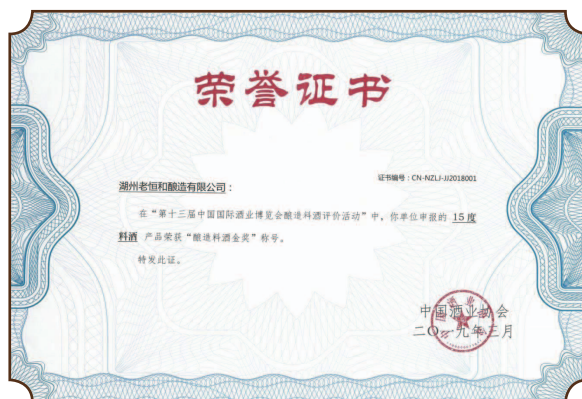 荣誉证书
证书编号：CN-NZLJ-JJ2018001
湖州老恒和酿造有限公司：
在“第十三届中国国际酒业博览会酿造料酒评价活动”中，你单位申报的 15度
料酒 产品荣获“酿造料酒金奖”称号。
特发此证。
中国酒业协会
二〇一九年三月